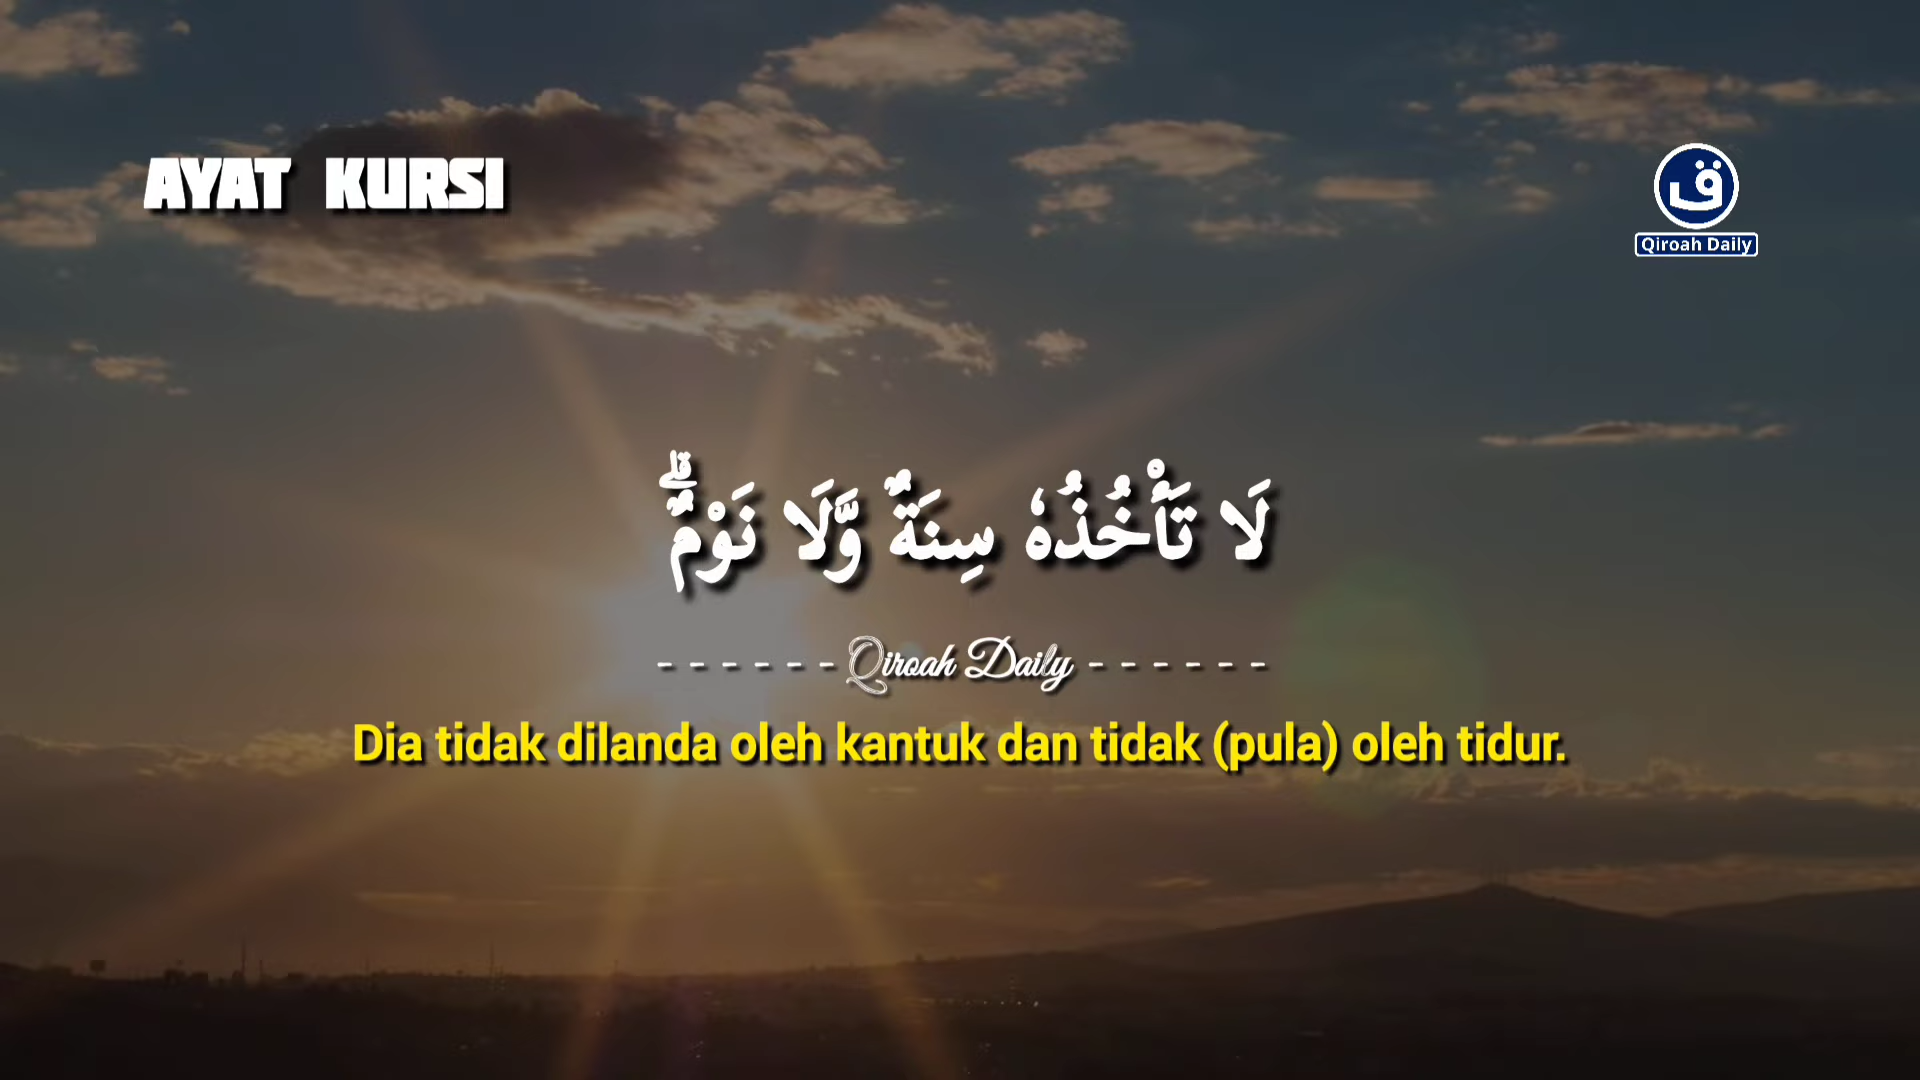 AYAT KURSI
ق
Qiroah Daily
لَا تَأْخُذُهٗ سِنَةٌ وَّلَا نَوْمٌۗ
------ Qiroah Daily ------
Dia tidak dilanda oleh kantuk dan tidak (pula) oleh tidur.